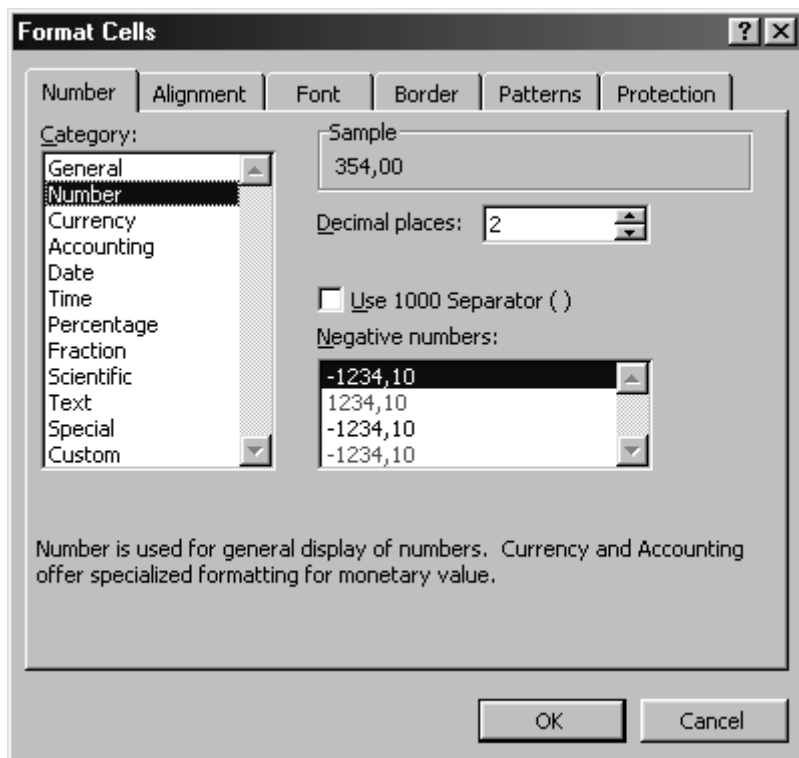 Format Cells
Number Alignment Font Border Patterns Protection
Category:
General
Number
Currency
Accounting
Date
Time
Percentage
Fraction
Scientific
Text
Special
Custom
Sample
354,00
Decimal places: 2
Use 1000 Separator ( )
Negative numbers:
-1234,10
1234,10
-1234,10
-1234,10
Number is used for general display of numbers. Currency and Accounting
offer specialized formatting for monetary value.
OK Cancel